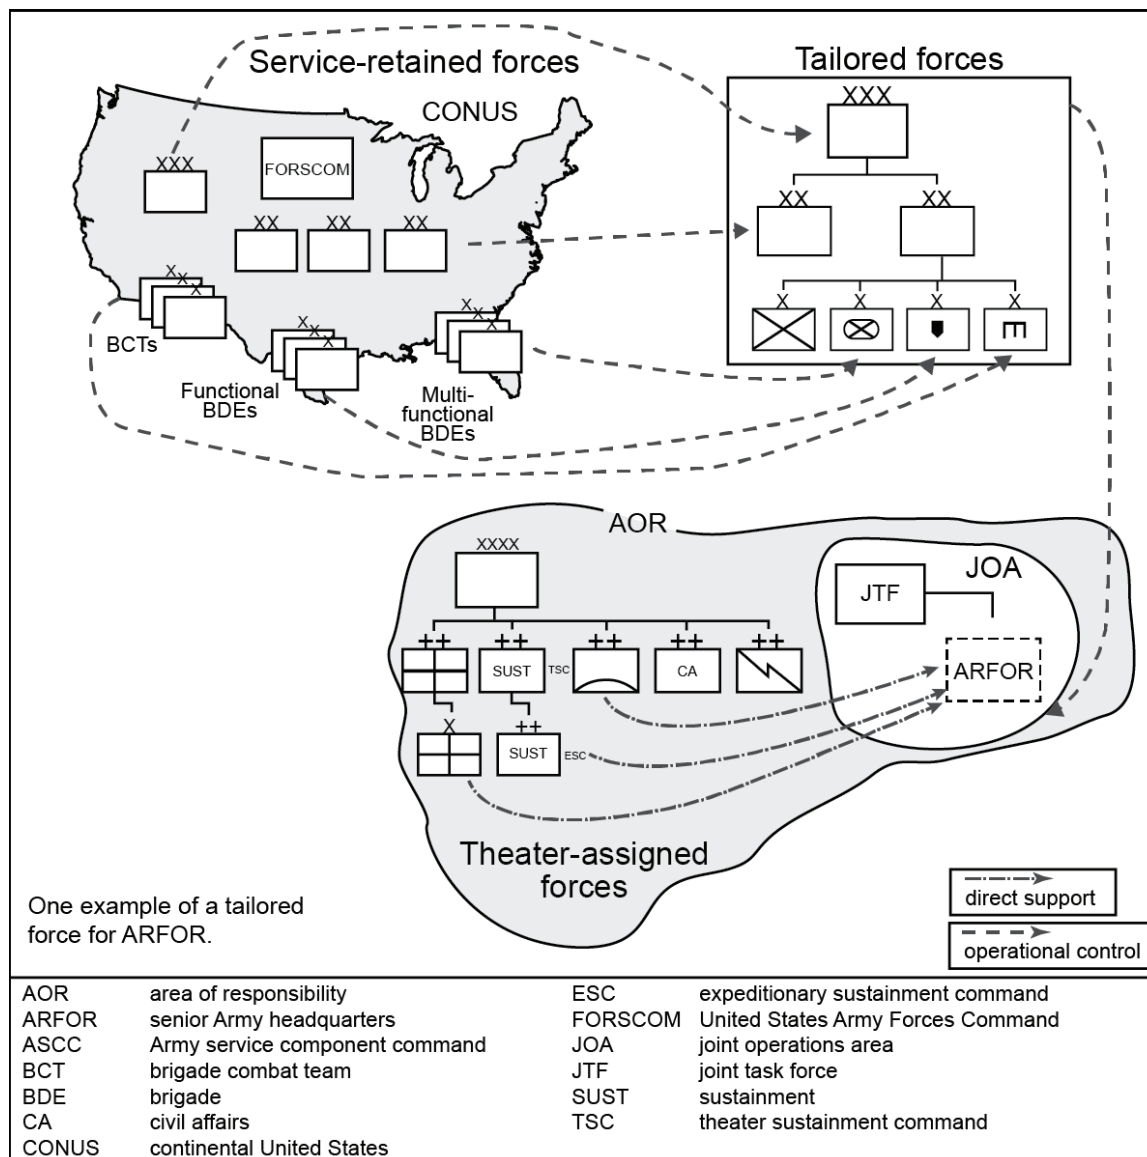 Service-retained forces
CONUS
XXX
FORSCOM
XX
XX
XX
X
X
X
BCTs
X
X
X
Functional
BDEs
X
X
X
Multi-
functional
BDEs
Tailored forces
XXX
XX
XX
X
X
X
X
AOR
XXXX
++
++
++
++
++
SUST
TSC
CA
X
++
SUST
ESC
JOA
JTF
ARFOR
Theater-assigned
forces
One example of a tailored
force for ARFOR.
direct support
operational control
AOR area of responsibility
ARFOR senior Army headquarters
ASCC Army service component command
BCT brigade combat team
BDE brigade
CA civil affairs
CONUS continental United States
ESC expeditionary sustainment command
FORSCOM United States Army Forces Command
JOA joint operations area
JTF joint task force
SUST sustainment
TSC theater sustainment command